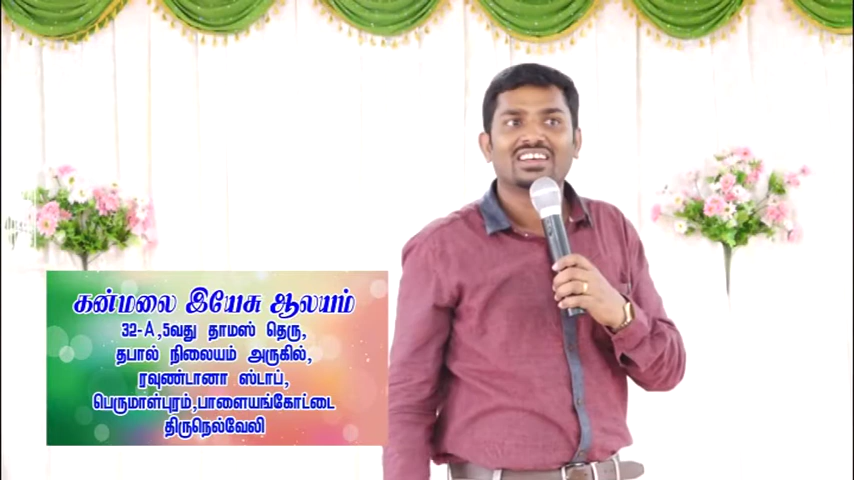 கன்மலை இயேசு ஆலயம்
32-A,5வது தாமஸ் தெரு,
தபால் நிலையம் அருகில்,
ரவுண்டானா ஸ்டாப்,
பெருமாள்புரம்,பாளையங்கோட்டை
திருநெல்வேலி